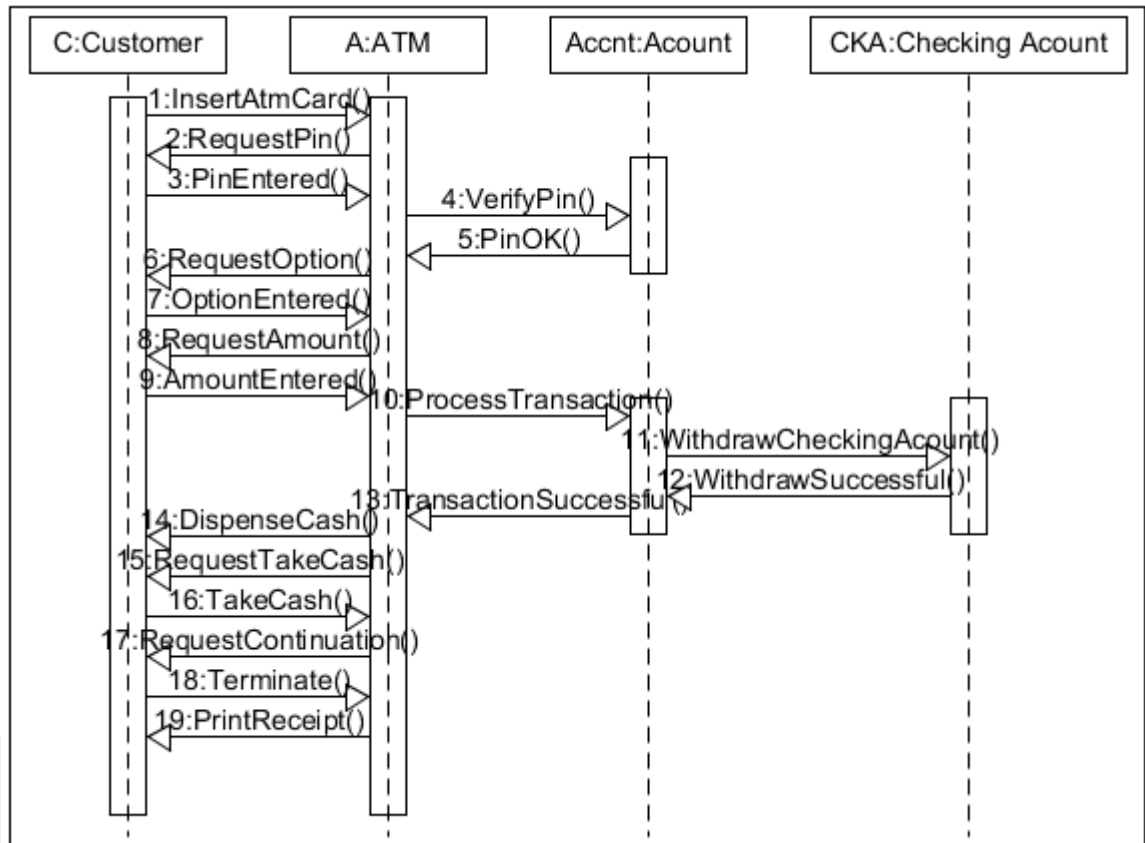 C:Customer
A:ATM
Accnt:Acount
CKA:Checking Acount
1:InsertAtmCard()
2:RequestPin()
3:PinEntered()
4:VerifyPin()
5:PinOK()
6:RequestOption()
7:OptionEntered()
8:RequestAmount()
9:AmountEntered()
10:ProcessTransaction()
11:WithdrawCheckingAcount()
12:WithdrawSuccessful()
13:TransactionSuccessful()
14:DispenseCash()
15:RequestTakeCash()
16:TakeCash()
17:RequestContinuation()
18:Terminate()
19:PrintReceipt()